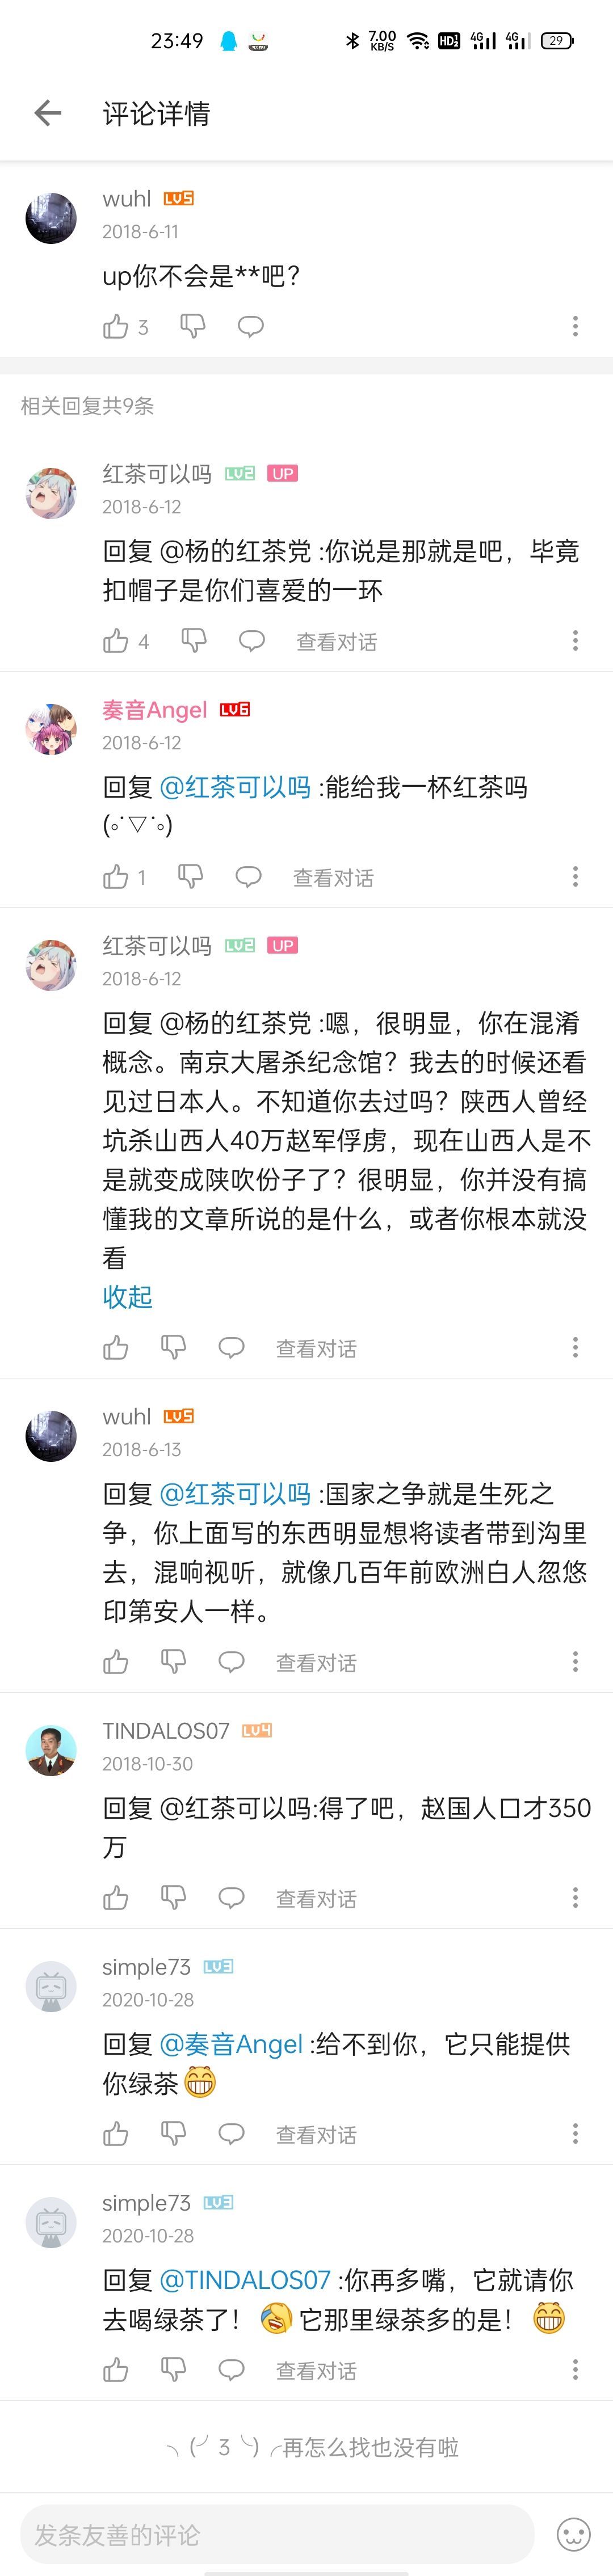 23:49
7.00 KB/S
HD
4G
4G
29
评论详情
wuhl LV5
2018-6-11
up你不会是**吧？
3
相关回复共9条
红茶可以吗 LV2 UP
2018-6-12
回复 @杨的红茶党 :你说是那就是吧，毕竟
扣帽子是你们喜爱的一环
4 查看对话
奏音Angel LV6
2018-6-12
回复 @红茶可以吗 :能给我一杯红茶吗
(｡˙▽˙｡)
1 查看对话
红茶可以吗 LV2 UP
2018-6-12
回复 @杨的红茶党 :嗯，很明显，你在混淆
概念。南京大屠杀纪念馆？我去的时候还看
见过日本人。不知道你去过吗？陕西人曾经
坑杀山西人40万赵军俘虏，现在山西人是不
是就变成陕吹份子了？很明显，你并没有搞
懂我的文章所说的是什么，或者你根本就没
看
收起
查看对话
wuhl LV5
2018-6-13
回复 @红茶可以吗 :国家之争就是生死之
争，你上面写的东西明显想将读者带到沟里
去，混响视听，就像几百年前欧洲白人忽悠
印第安人一样。
查看对话
TINDALOS07 LV4
2018-10-30
回复 @红茶可以吗:得了吧，赵国人口才350
万
查看对话
simple73 LV3
2020-10-28
回复 @奏音Angel :给不到你，它只能提供
你绿茶😁
查看对话
simple73 LV3
2020-10-28
回复 @TINDALOS07 :你再多嘴，它就请你
去喝绿茶了！🤣它那里绿茶多的是！😁
查看对话
╮(╯3╰)╭再怎么找也没有啦
发条友善的评论